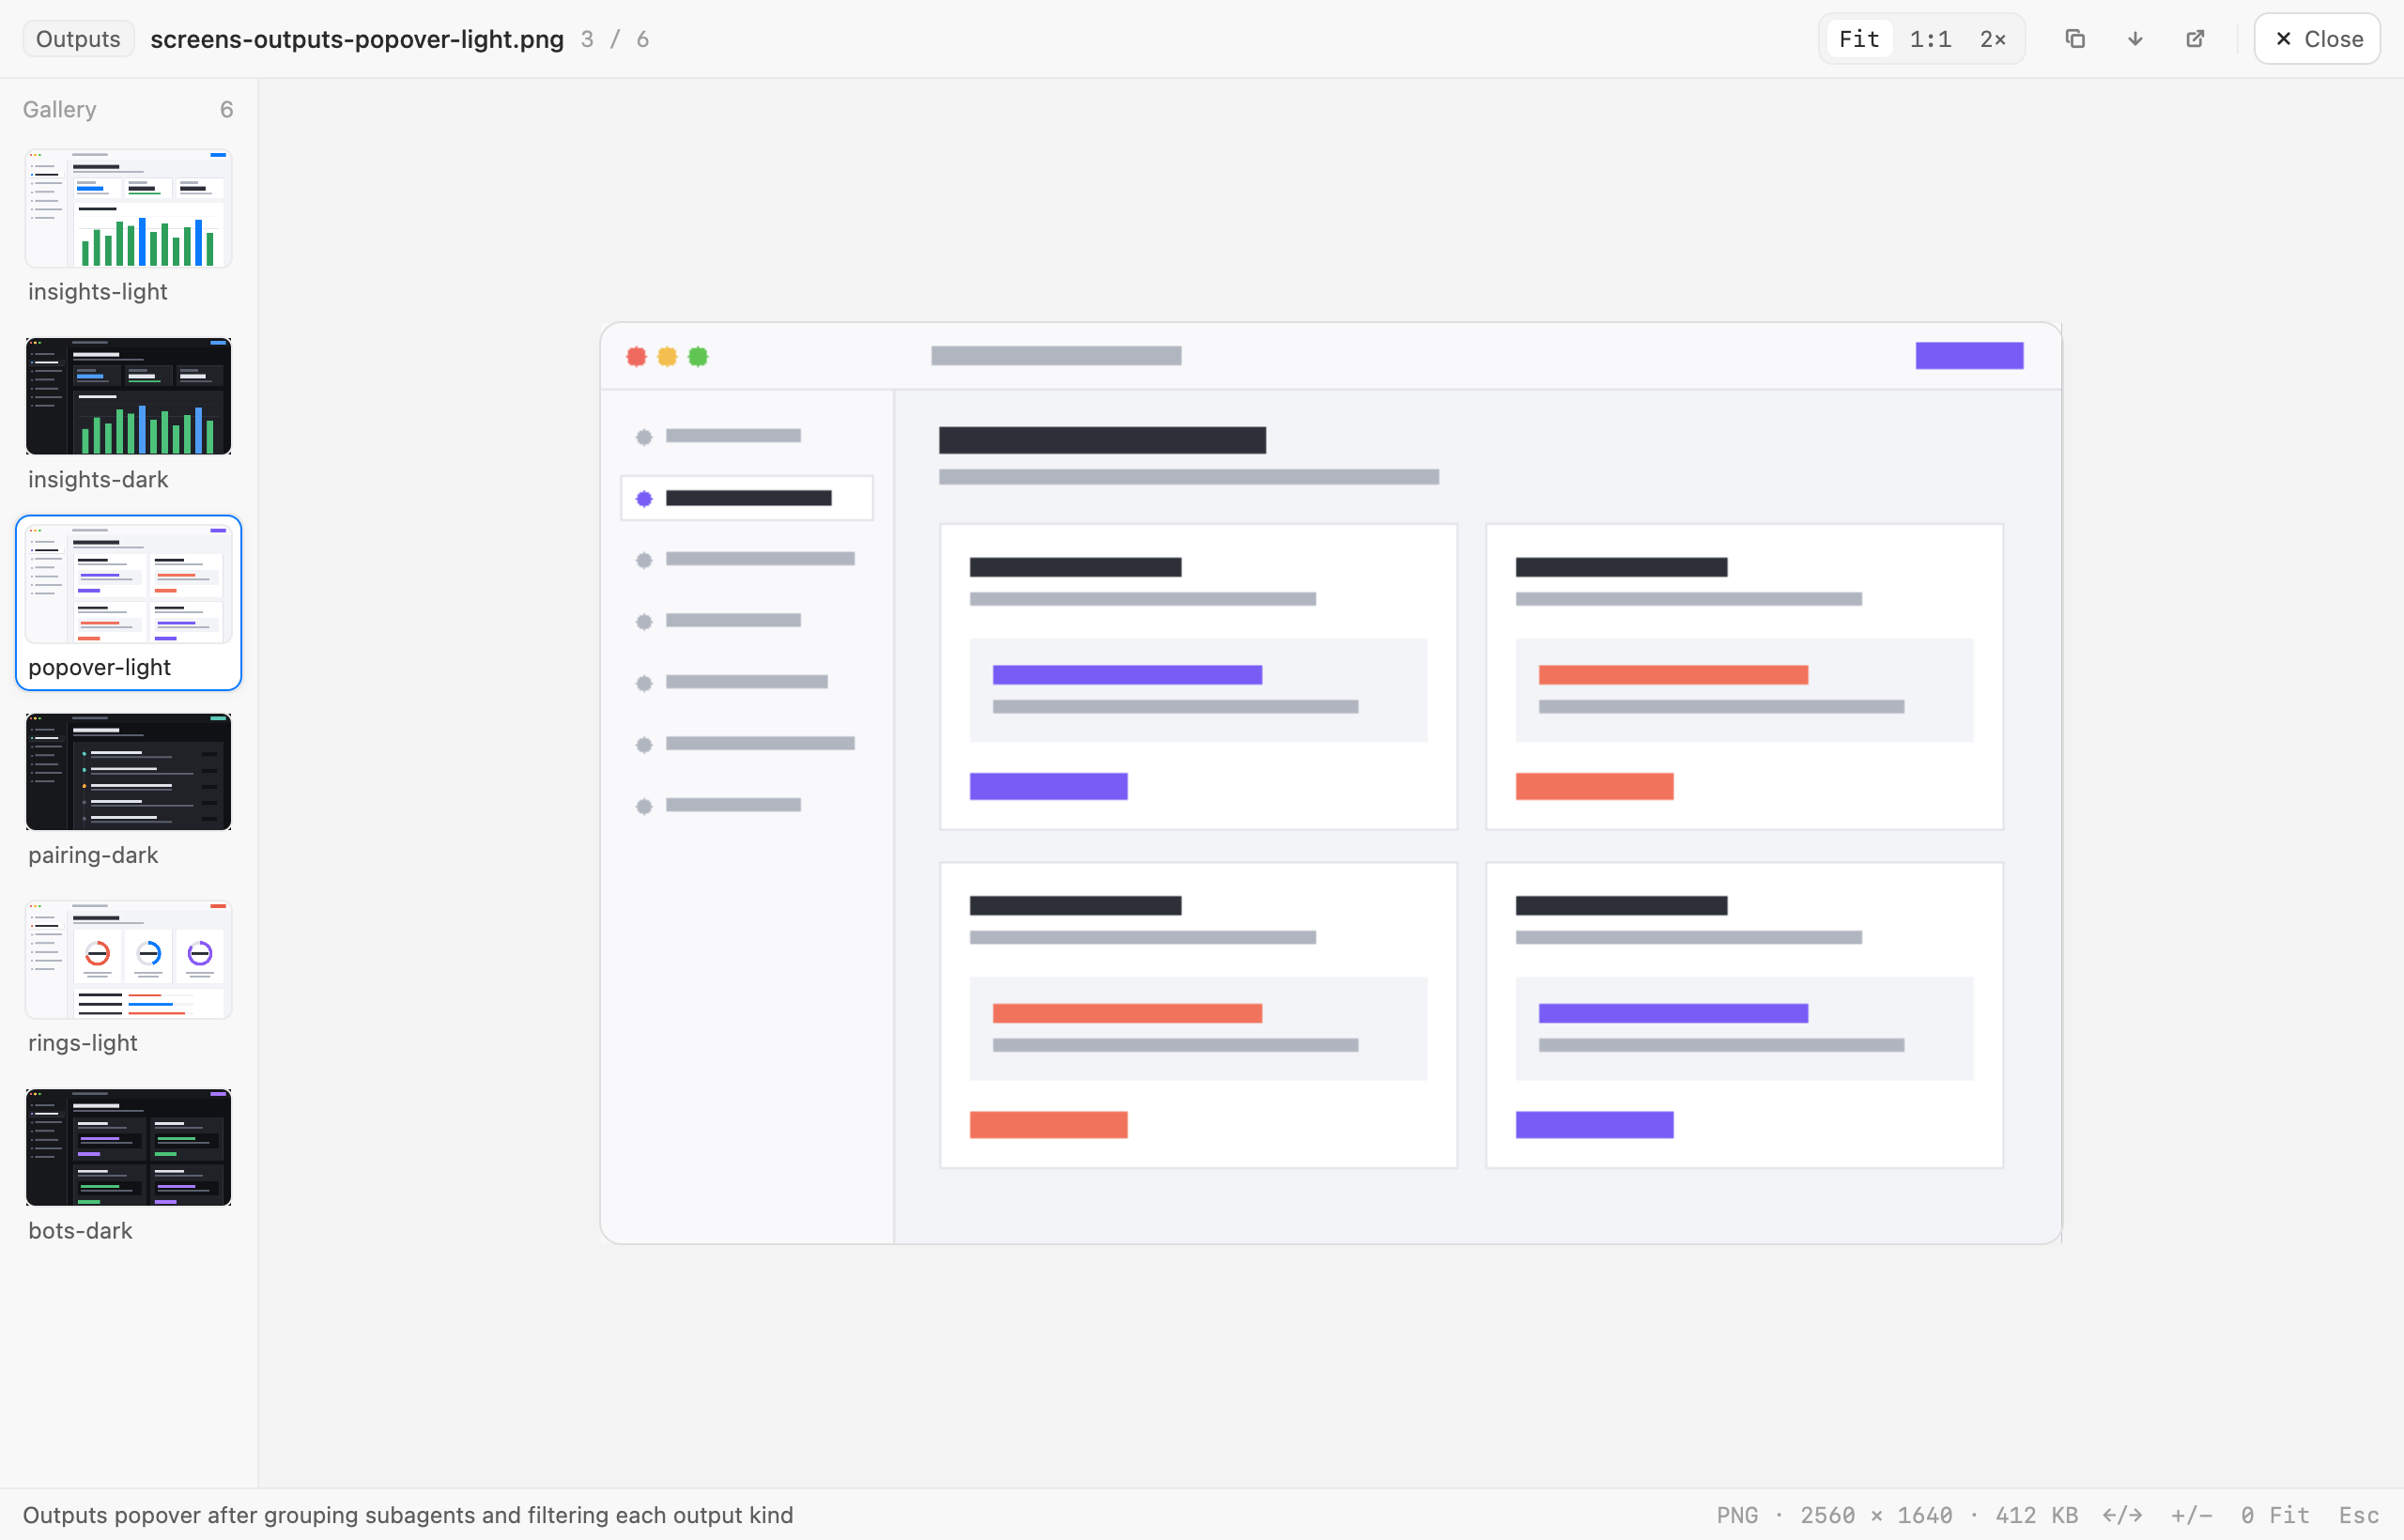 Outputs screens-outputs-popover-light.png 3 / 6 Fit 1:1 2× Close
Gallery 6
insights-light
insights-dark
popover-light
pairing-dark
rings-light
bots-dark
Outputs popover after grouping subagents and filtering each output kind PNG · 2560 × 1640 · 412 KB ←/→ +/− 0 Fit Esc